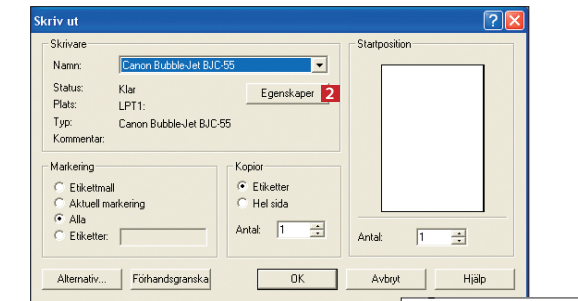 Skriv ut
Skrivare
Namn: Canon Bubble-Jet BJC-55
Status: Klar
Egenskaper 2
Plats: LPT1:
Typ: Canon Bubble-Jet BJC-55
Kommentar:
Startposition
Markering
Etikettmall
Aktuell markering
Alla
Etiketter:
Kopior
Etiketter
Hel sida
Antal: 1
Antal: 1
Alternativ...
Förhandsgranska
OK
Avbryt
Hjälp